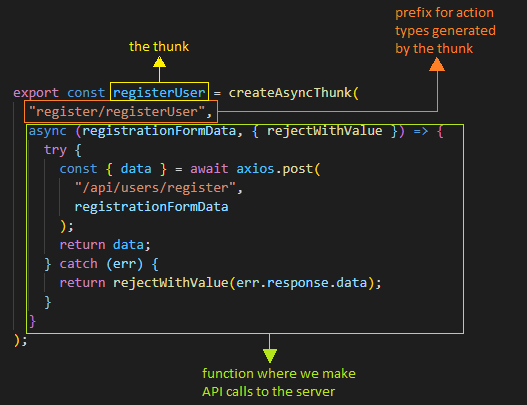 prefix for action
types generated
by the thunk
the thunk
export const registerUser = createAsyncThunk(
"register/registerUser",
async (registrationFormData, { rejectWithValue }) => {
try {
const { data } = await axios.post(
"/api/users/register",
registrationFormData
);
return data;
} catch (err) {
return rejectWithValue(err.response.data);
}
}
);
function where we make
API calls to the server